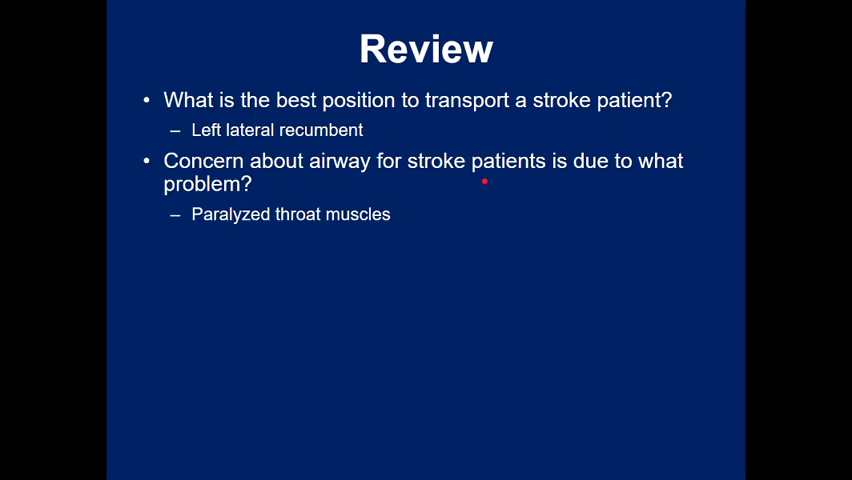 Review
• What is the best position to transport a stroke patient?
– Left lateral recumbent
• Concern about airway for stroke patients is due to what
problem?
– Paralyzed throat muscles